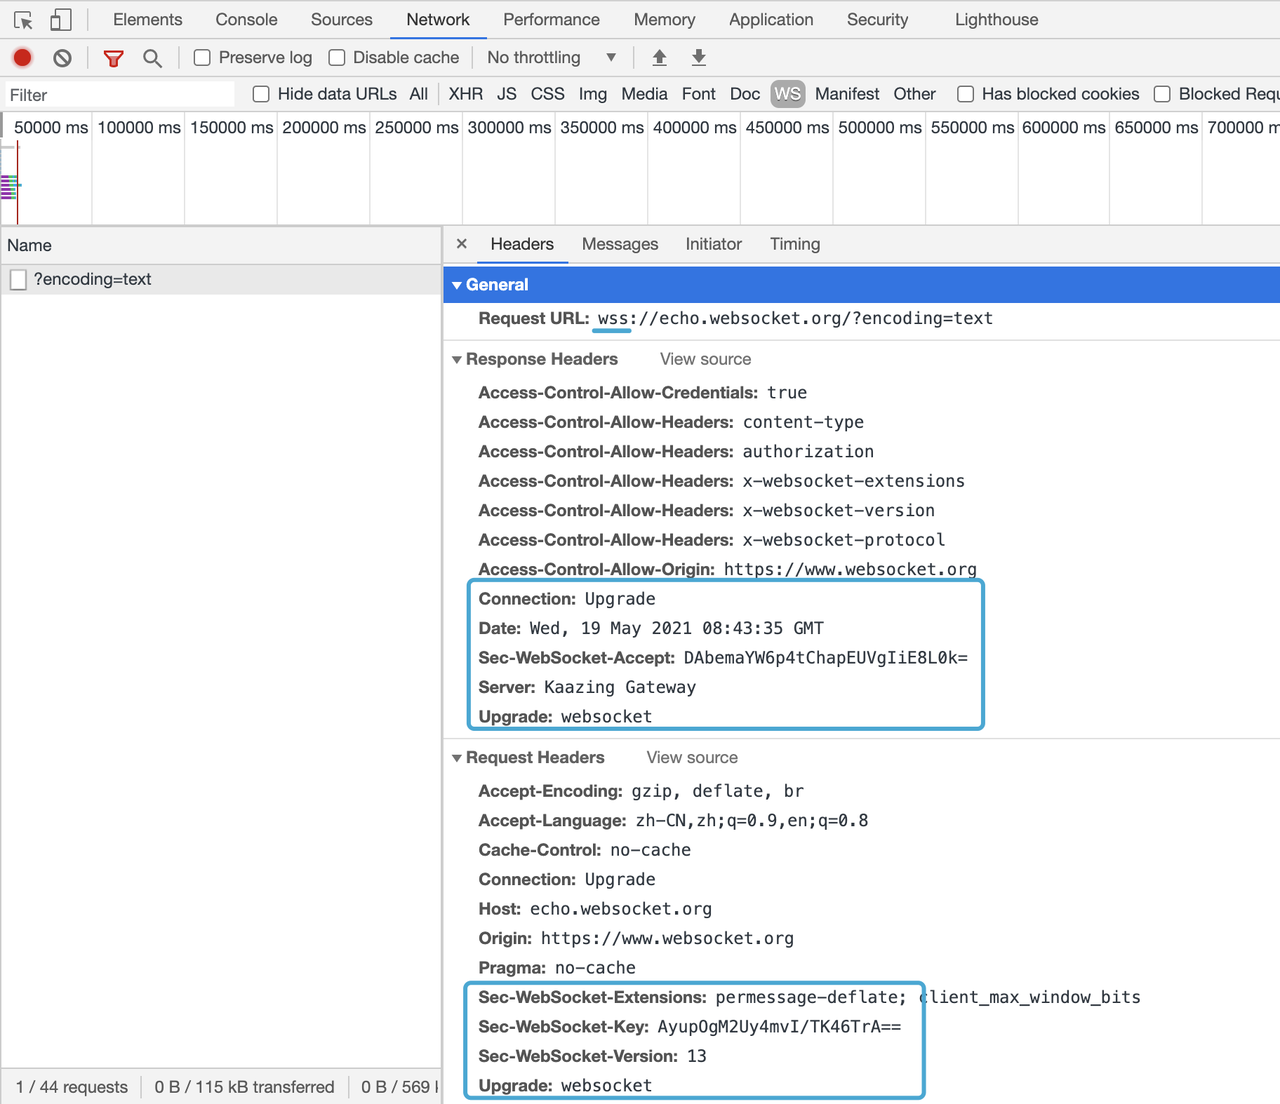 Elements Console Sources Network Performance Memory Application Security Lighthouse
Preserve log Disable cache No throttling
Filter Hide data URLs All XHR JS CSS Img Media Font Doc WS Manifest Other Has blocked cookies Blocked Requ
50000 ms 100000 ms 150000 ms 200000 ms 250000 ms 300000 ms 350000 ms 400000 ms 450000 ms 500000 ms 550000 ms 600000 ms 650000 ms 700000 m
Name
?encoding=text
Headers Messages Initiator Timing
General
Request URL: wss://echo.websocket.org/?encoding=text
Response Headers View source
Access-Control-Allow-Credentials: true
Access-Control-Allow-Headers: content-type
Access-Control-Allow-Headers: authorization
Access-Control-Allow-Headers: x-websocket-extensions
Access-Control-Allow-Headers: x-websocket-version
Access-Control-Allow-Headers: x-websocket-protocol
Access-Control-Allow-Origin: https://www.websocket.org
Connection: Upgrade
Date: Wed, 19 May 2021 08:43:35 GMT
Sec-WebSocket-Accept: DAbemaYW6p4tChapEUVgIiE8L0k=
Server: Kaazing Gateway
Upgrade: websocket
Request Headers View source
Accept-Encoding: gzip, deflate, br
Accept-Language: zh-CN,zh;q=0.9,en;q=0.8
Cache-Control: no-cache
Connection: Upgrade
Host: echo.websocket.org
Origin: https://www.websocket.org
Pragma: no-cache
Sec-WebSocket-Extensions: permessage-deflate; client_max_window_bits
Sec-WebSocket-Key: AyupOgM2Uy4mvI/TK46TrA==
Sec-WebSocket-Version: 13
Upgrade: websocket
1 / 44 requests 0 B / 115 kB transferred 0 B / 569